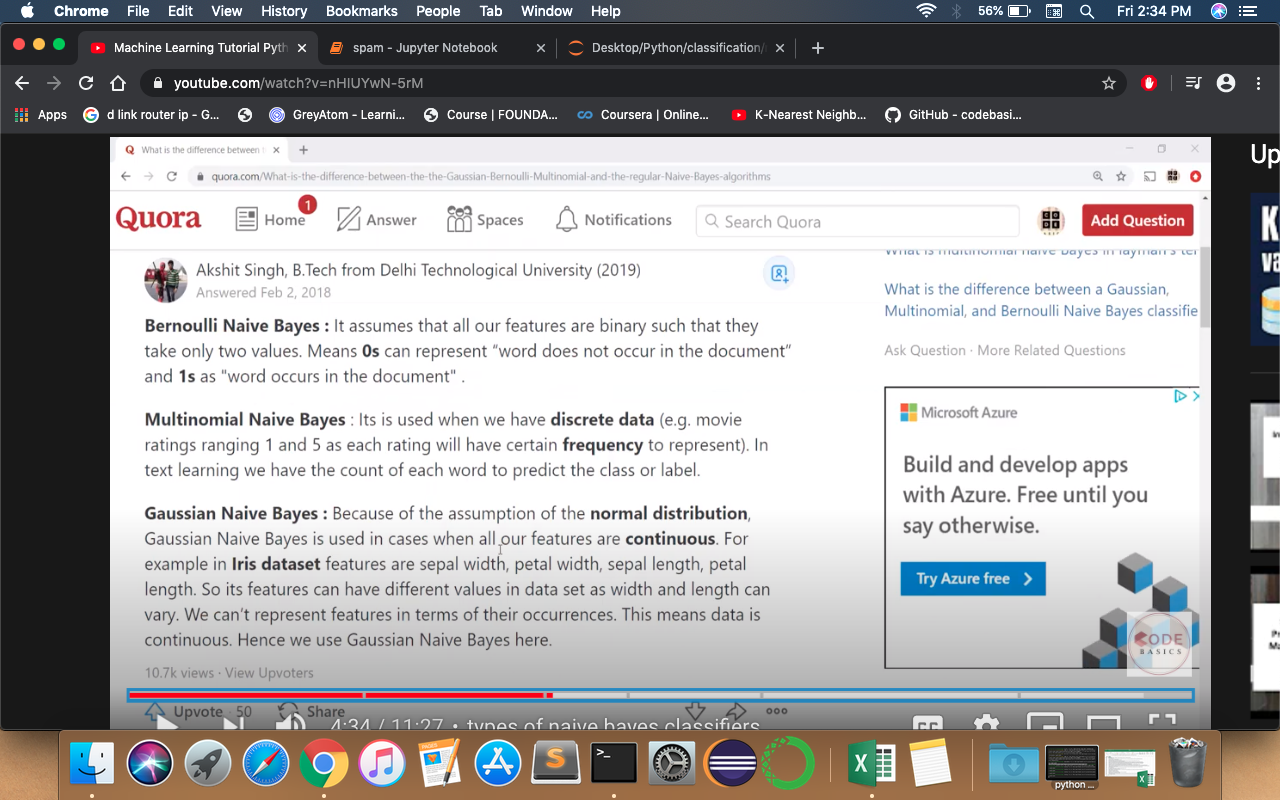 Chrome File Edit View History Bookmarks People Tab Window Help 56% Fri 2:34 PM
Machine Learning Tutorial Pyth spam - Jupyter Notebook Desktop/Python/classification/
youtube.com/watch?v=nHIUYwN-5rM
Apps d link router ip - G... GreyAtom - Learni... Course | FOUNDA... Coursera | Online... K-Nearest Neighb... GitHub - codebasi...
What is the difference between
quora.com/What-is-the-difference-between-the-the-Gaussian-Bernoulli-Multinomial-and-the-regular-Naive-Bayes-algorithms
Up
Quora Home 1 Answer Spaces Notifications Search Quora Add Question
Akshit Singh, B.Tech from Delhi Technological University (2019)
Answered Feb 2, 2018
Bernoulli Naive Bayes : It assumes that all our features are binary such that they
take only two values. Means 0s can represent “word does not occur in the document”
and 1s as "word occurs in the document" .
Multinomial Naive Bayes : Its is used when we have discrete data (e.g. movie
ratings ranging 1 and 5 as each rating will have certain frequency to represent). In
text learning we have the count of each word to predict the class or label.
Gaussian Naive Bayes : Because of the assumption of the normal distribution,
Gaussian Naive Bayes is used in cases when all our features are continuous. For
example in Iris dataset features are sepal width, petal width, sepal length, petal
length. So its features can have different values in data set as width and length can
vary. We can't represent features in terms of their occurrences. This means data is
continuous. Hence we use Gaussian Naive Bayes here.
10.7k views · View Upvoters
Upvote · 50 Share
What is multinomial naive bayes in layman's ter
What is the difference between a Gaussian,
Multinomial, and Bernoulli Naive Bayes classifie
Ask Question · More Related Questions
Microsoft Azure
Build and develop apps
with Azure. Free until you
say otherwise.
Try Azure free
CODE
BASICS
4:34 / 11:27 • types of naive bayes classifiers
CC
PAGES
python ...